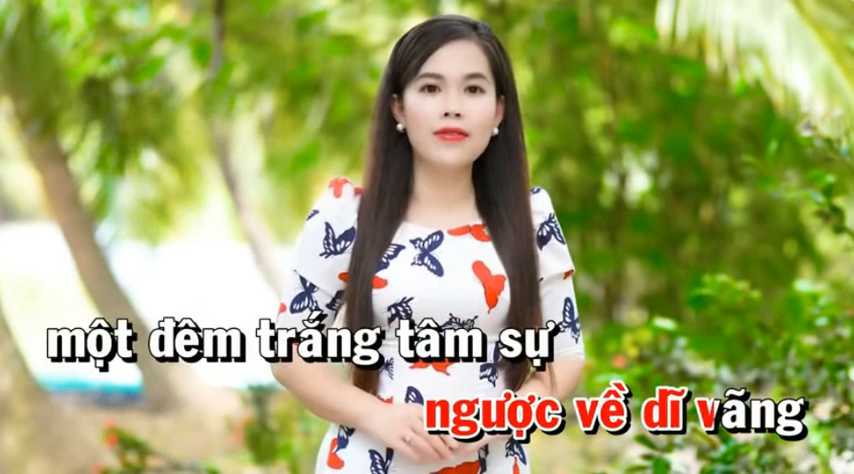 một đêm trắng tâm sự
ngược về dĩ vãng